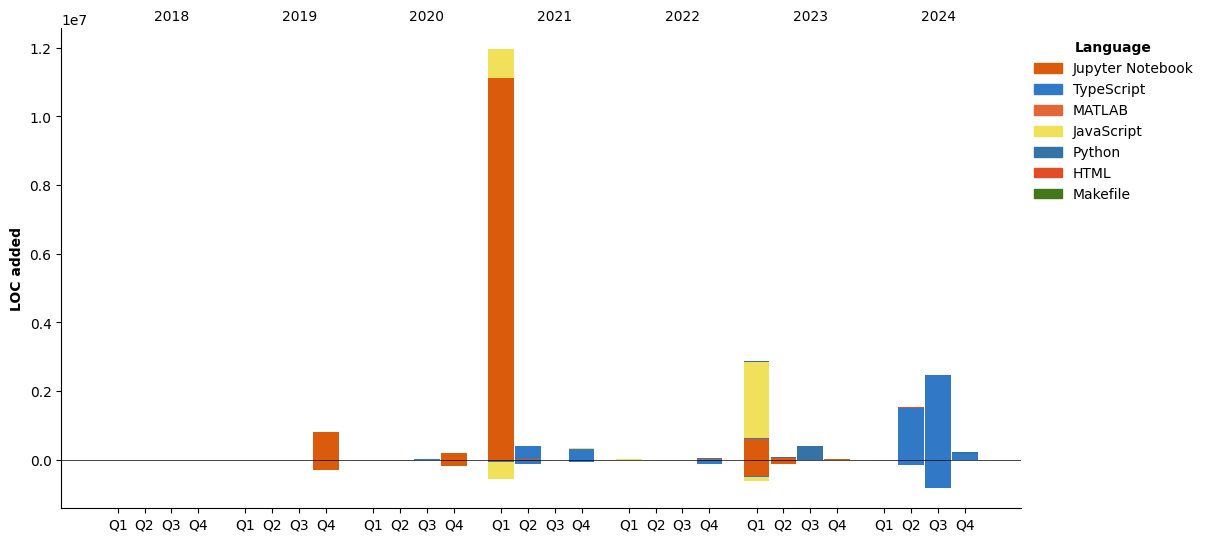 1e7
2018 2019 2020 2021 2022 2023 2024
LOC added
1.2
1.0
0.8
0.6
0.4
0.2
0.0
Q1 Q2 Q3 Q4 Q1 Q2 Q3 Q4 Q1 Q2 Q3 Q4 Q1 Q2 Q3 Q4 Q1 Q2 Q3 Q4 Q1 Q2 Q3 Q4 Q1 Q2 Q3 Q4
Language
Jupyter Notebook
TypeScript
MATLAB
JavaScript
Python
HTML
Makefile